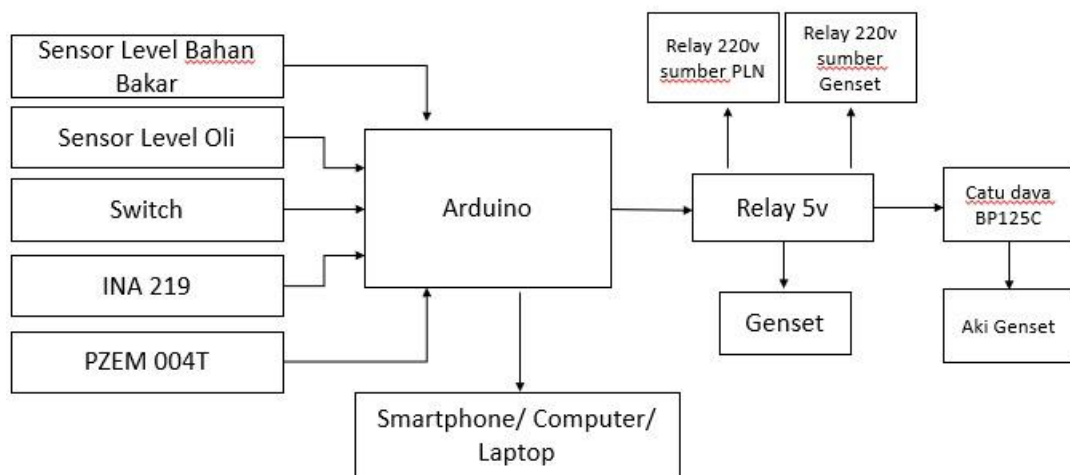 Sensor Level Bahan
Bakar
Sensor Level Oli
Switch
INA 219
PZEM 004T
Arduino
Smartphone/ Computer/
Laptop
Relay 220v
sumber PLN
Relay 220v
sumber
Genset
Relay 5v
Genset
Catu dava
BP125C
Aki Genset